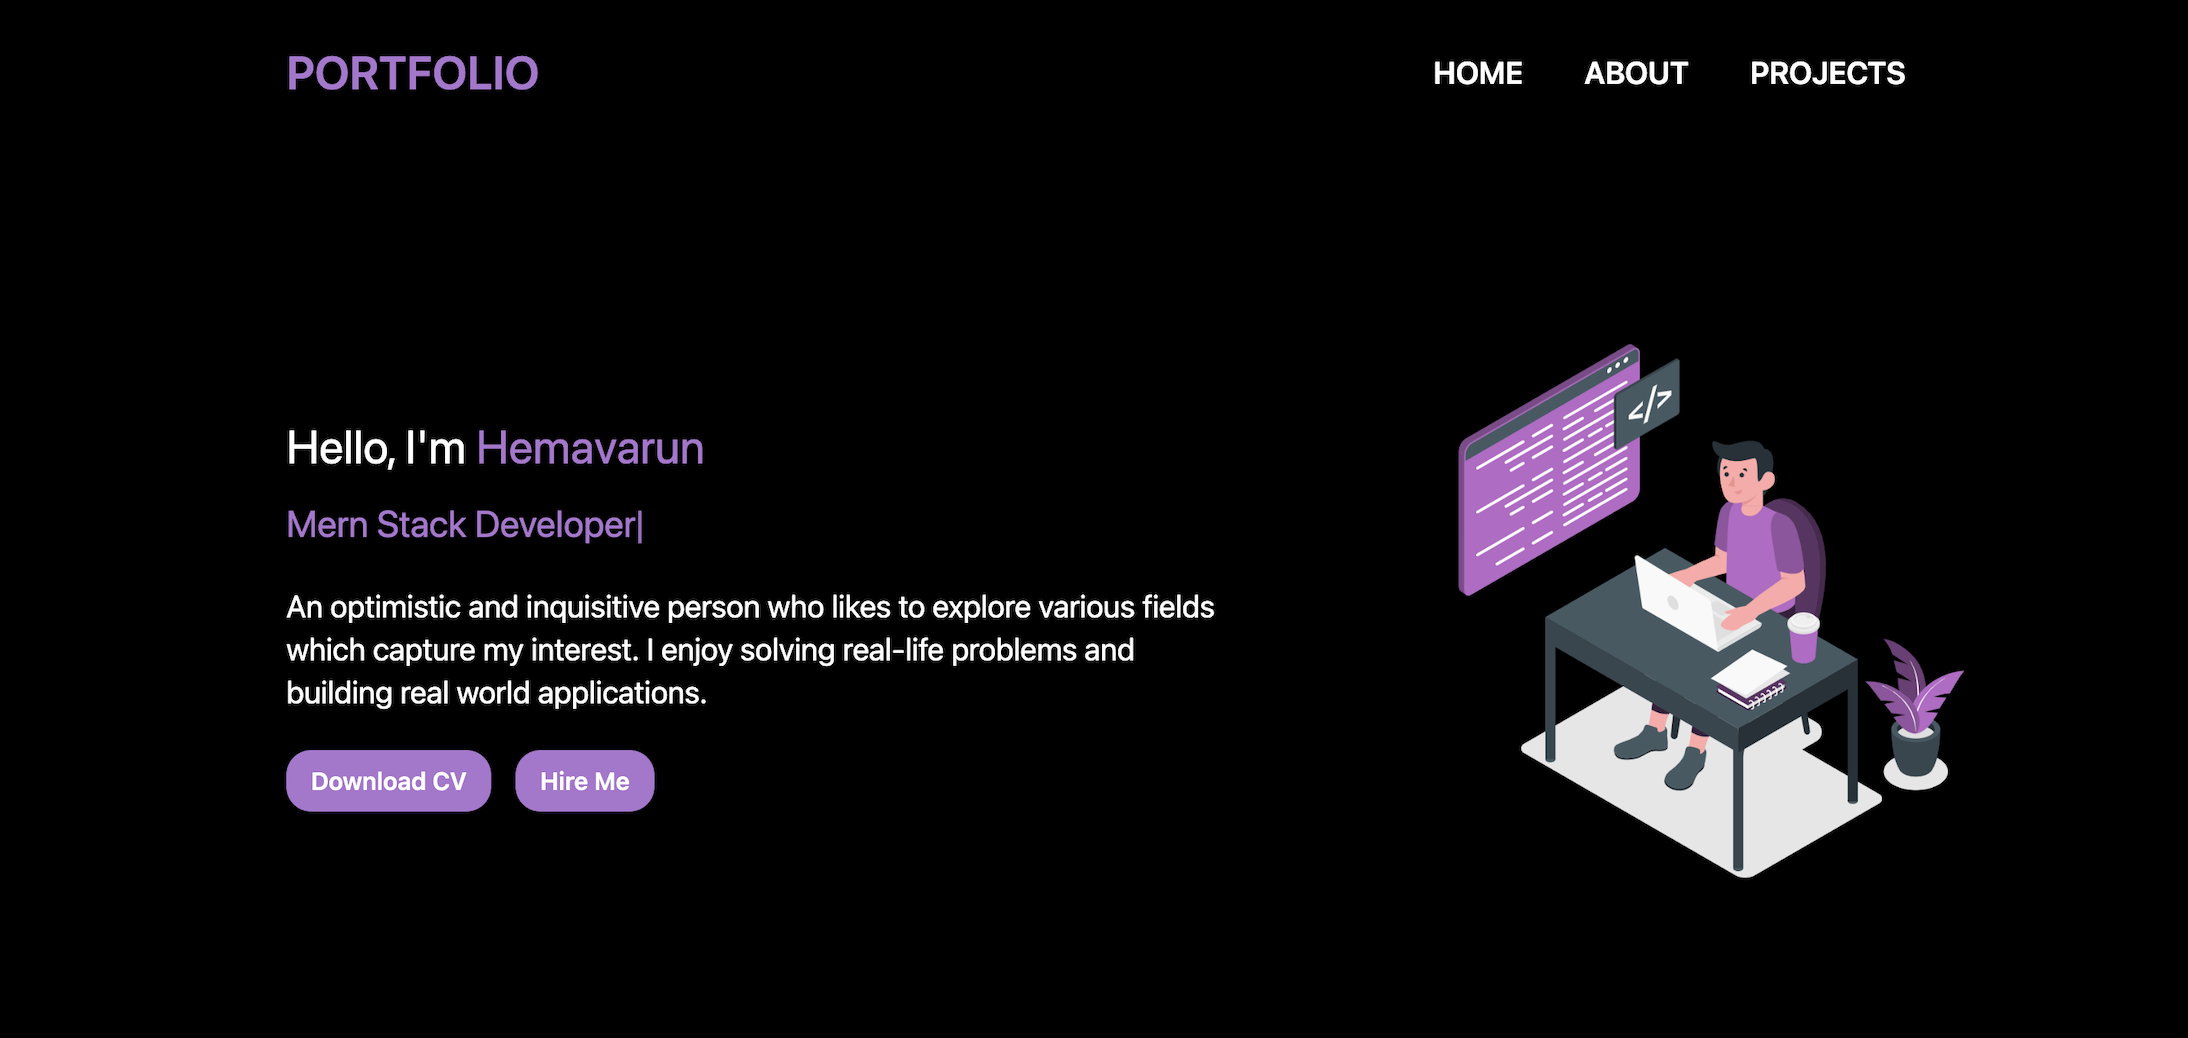 PORTFOLIO
HOME ABOUT PROJECTS
</>
Hello, I'm Hemavarun
Mern Stack Developer|
An optimistic and inquisitive person who likes to explore various fields
which capture my interest. I enjoy solving real-life problems and
building real world applications.
Download CV Hire Me